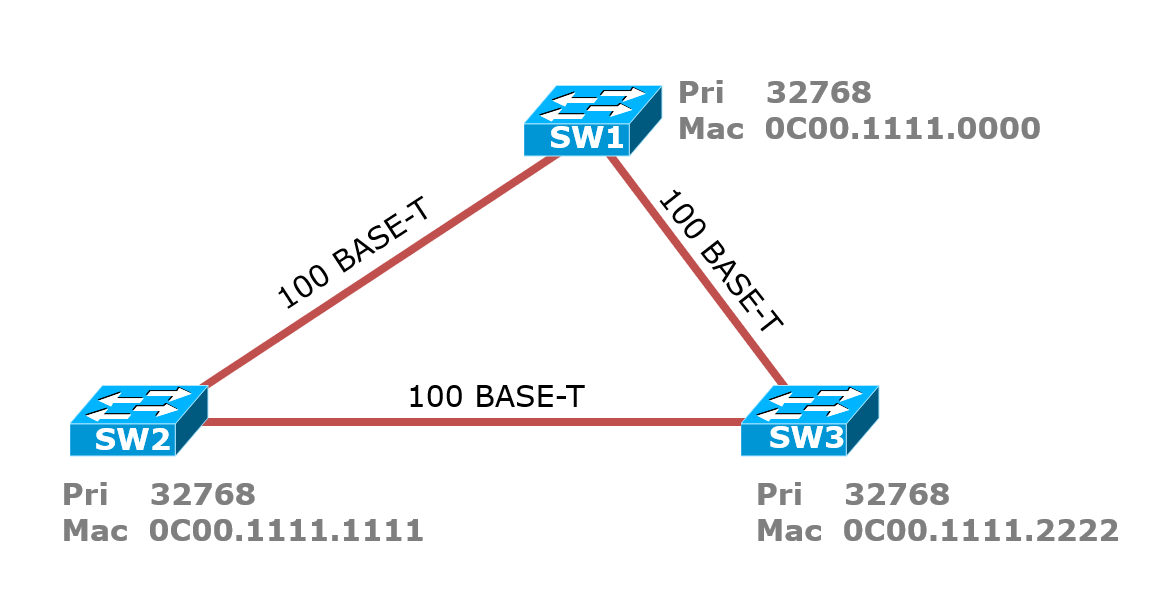 Pri 32768
Mac 0C00.1111.0000
SW1
100 BASE-T
100 BASE-T
100 BASE-T
SW2
SW3
Pri 32768
Mac 0C00.1111.1111
Pri 32768
Mac 0C00.1111.2222